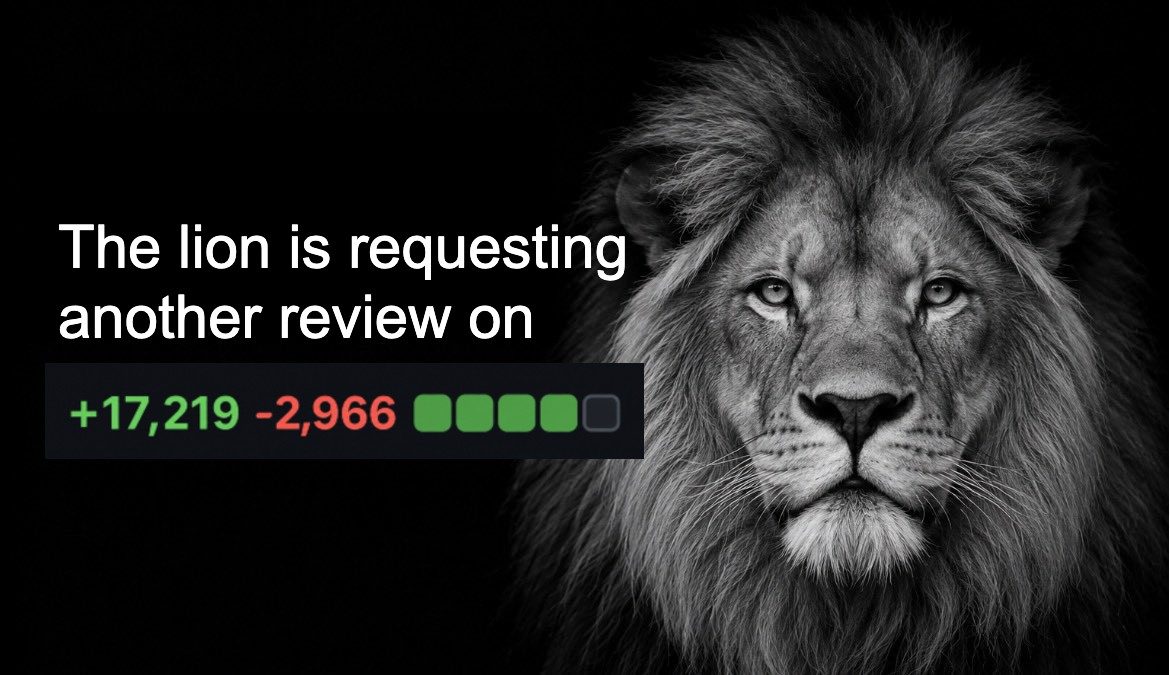 The lion is requesting
another review on
+17,219 -2,966